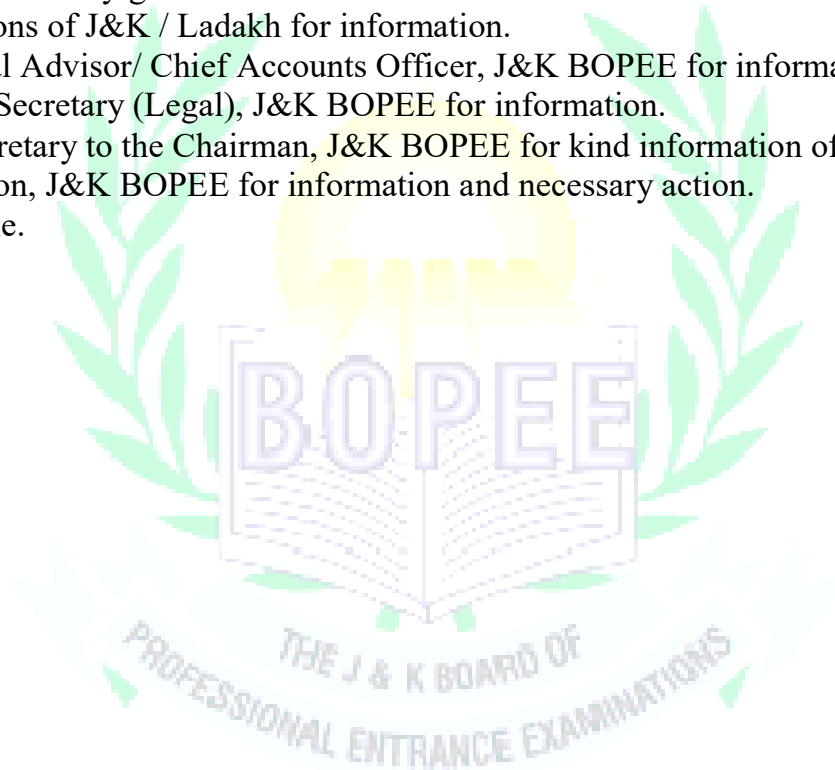 ons of J&K / Ladakh for information.
l Advisor/ Chief Accounts Officer, J&K BOPEE for informa
Secretary (Legal), J&K BOPEE for information.
retary to the Chairman, J&K BOPEE for kind information of
on, J&K BOPEE for information and necessary action.
e.
BOPEE
THE J & K BOARD OF
PROFESSIONAL ENTRANCE EXAMINATIONS